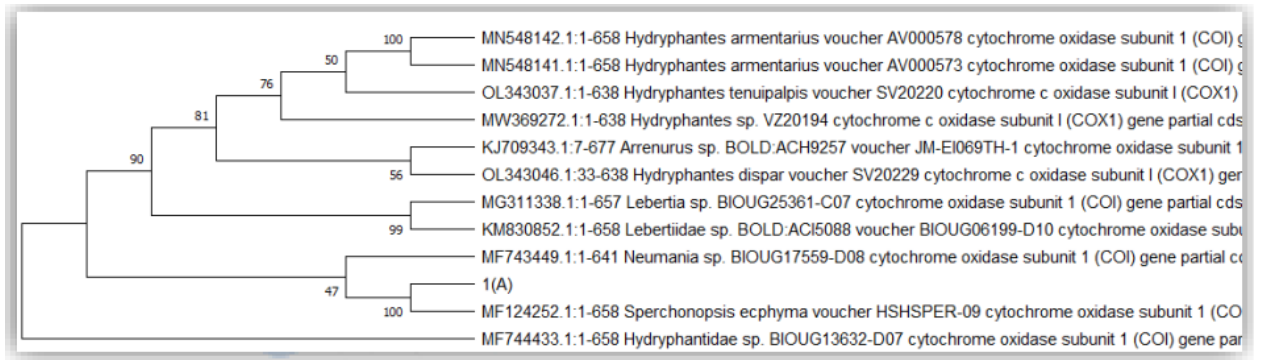 100
MN548142.1:1-658 Hydryphantes armentarius voucher AV000578 cytochrome oxidase subunit 1 (COI) g
50
MN548141.1:1-658 Hydryphantes armentarius voucher AV000573 cytochrome oxidase subunit 1 (COI) g
76
OL343037.1:1-638 Hydryphantes tenuipalpis voucher SV20220 cytochrome c oxidase subunit I (COX1)
81
MW369272.1:1-638 Hydryphantes sp. VZ20194 cytochrome c oxidase subunit I (COX1) gene partial cds
KJ709343.1:7-677 Arrenurus sp. BOLD:ACH9257 voucher JM-EI069TH-1 cytochrome oxidase subunit 1
90
56
OL343046.1:33-638 Hydryphantes dispar voucher SV20229 cytochrome c oxidase subunit I (COX1) ger
MG311338.1:1-657 Lebertia sp. BIOUG25361-C07 cytochrome oxidase subunit 1 (COI) gene partial cds
99
KM830852.1:1-658 Lebertiidae sp. BOLD:ACI5088 voucher BIOUG06199-D10 cytochrome oxidase subu
MF743449.1:1-641 Neumania sp. BIOUG17559-D08 cytochrome oxidase subunit 1 (COI) gene partial cd
47
1(A)
100
MF124252.1:1-658 Sperchonopsis ecphyma voucher HSHSPER-09 cytochrome oxidase subunit 1 (CO
MF744433.1:1-658 Hydryphantidae sp. BIOUG13632-D07 cytochrome oxidase subunit 1 (COI) gene par